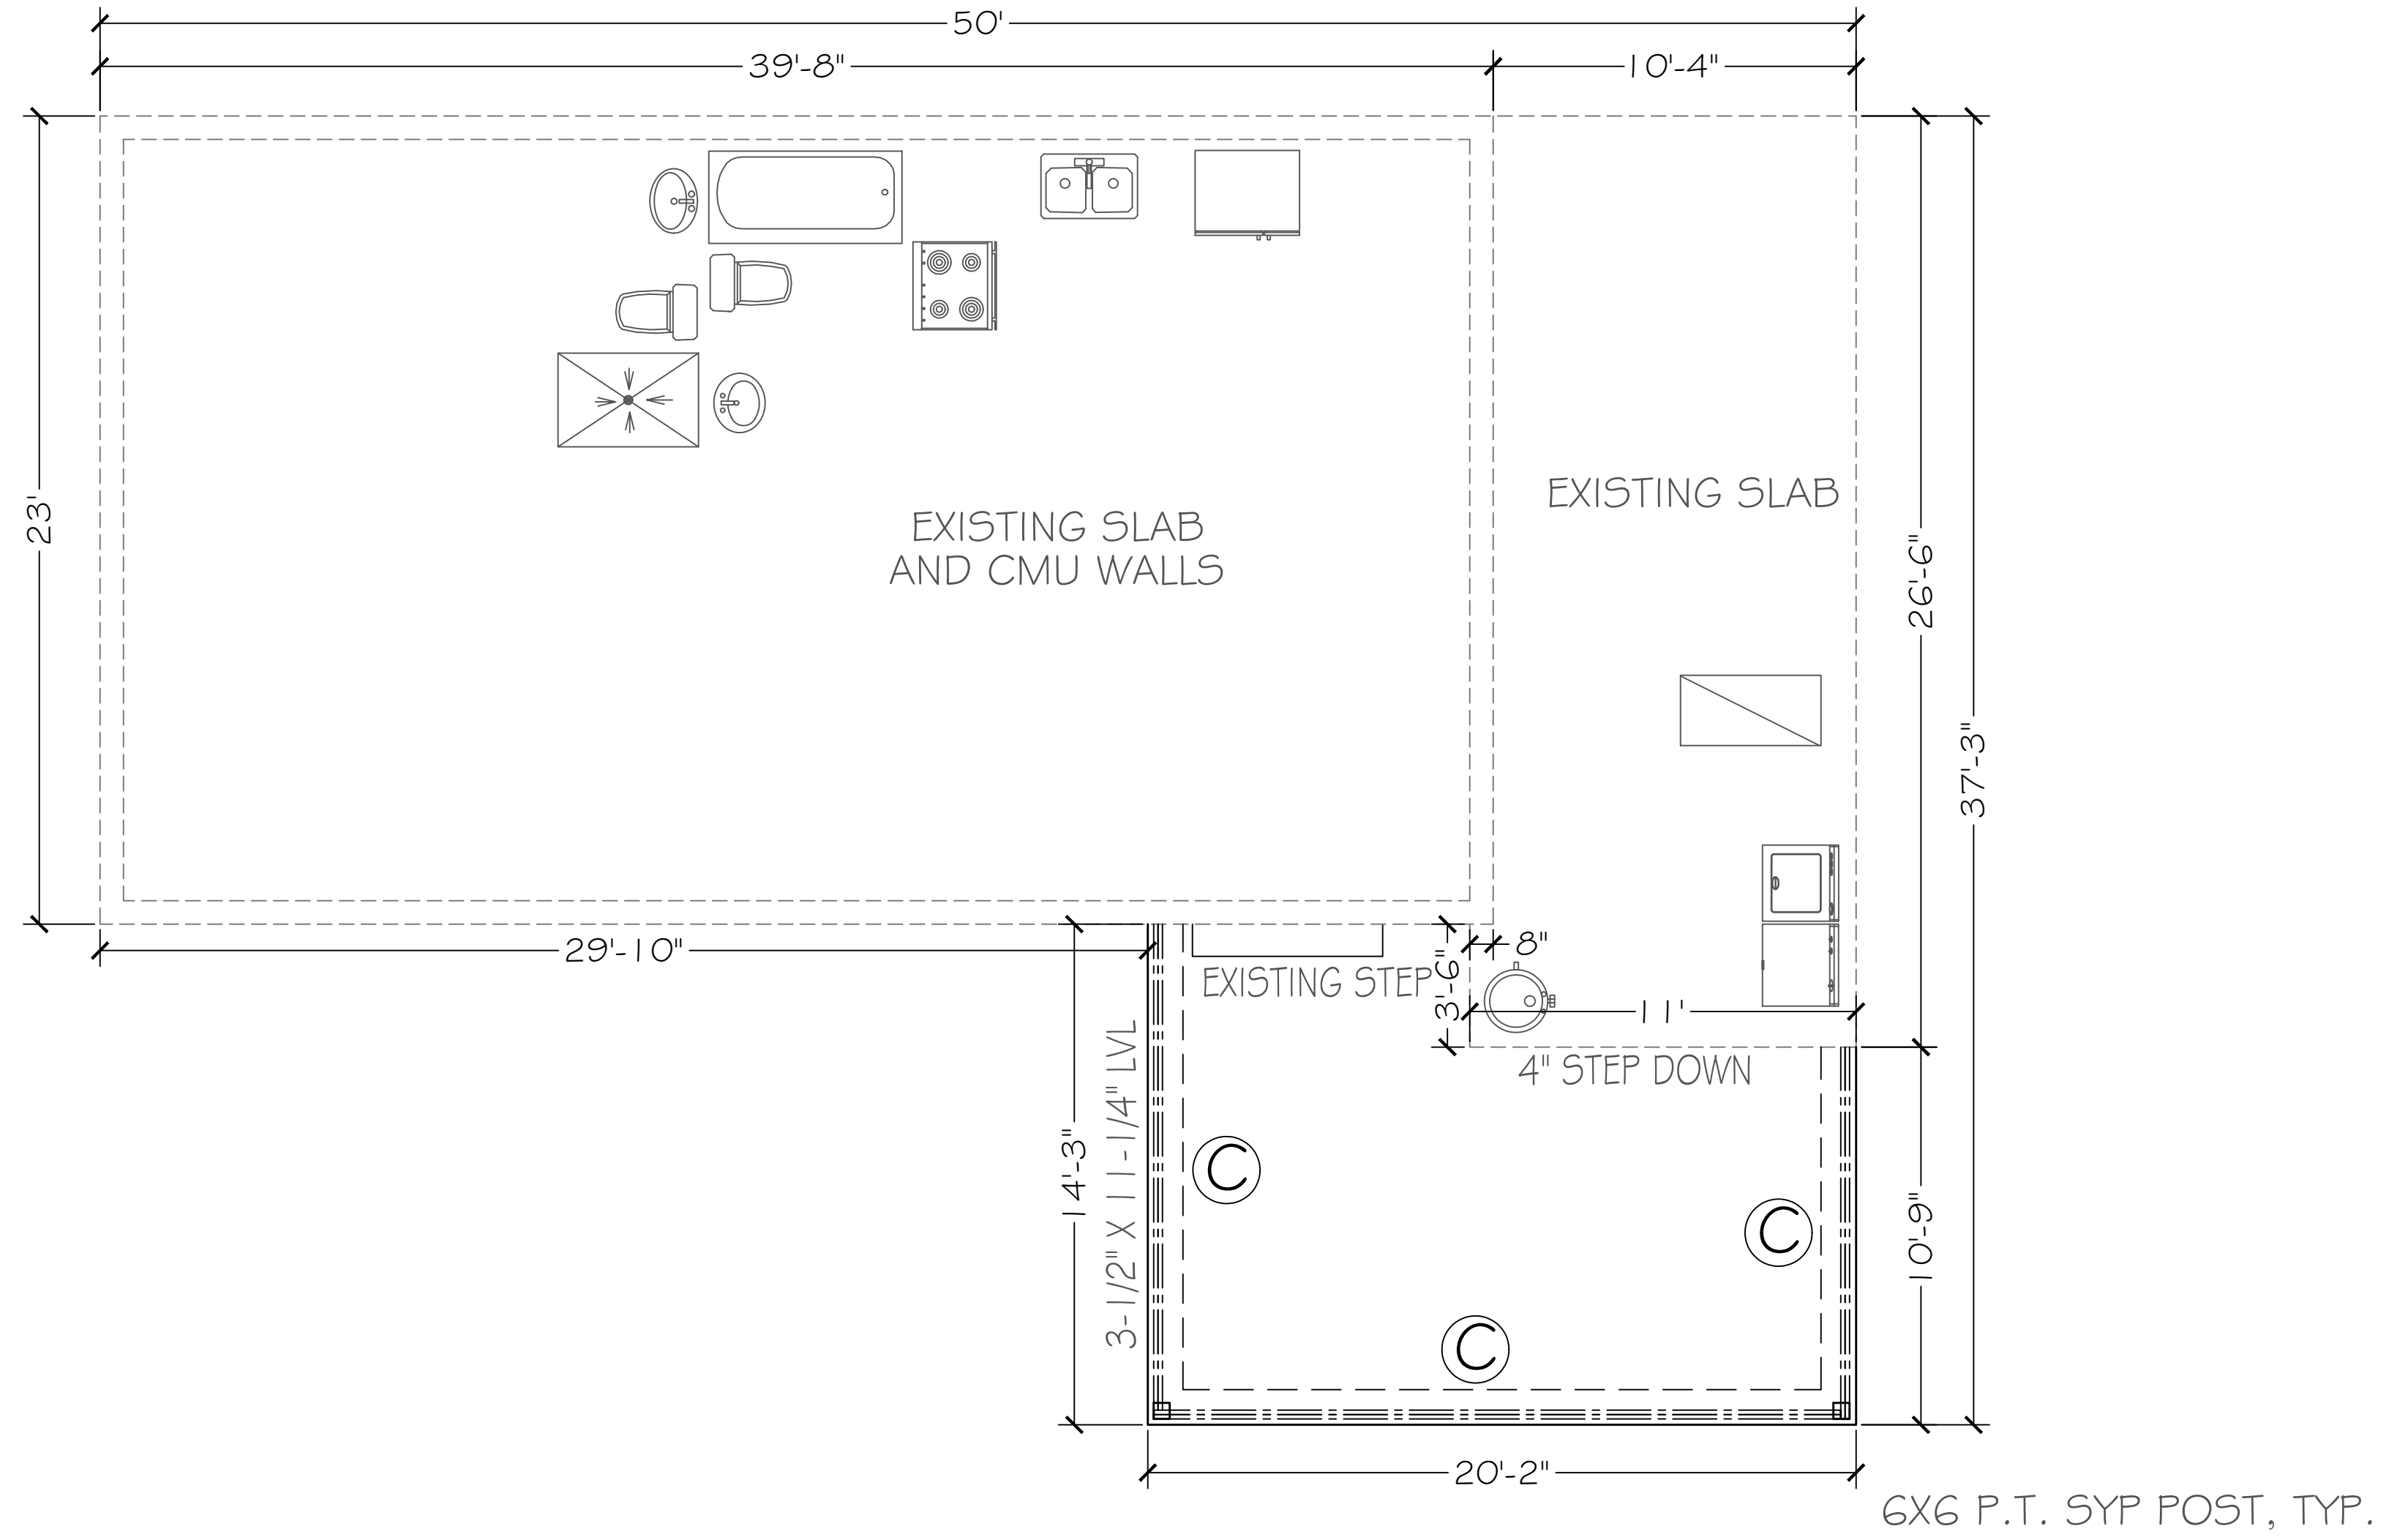 50'
39'-8"
10'-4"
23'
EXISTING SLAB
EXISTING SLAB
AND CMU WALLS
26'-6"
37'-3"
29'-10"
8"
EXISTING STEP
3'-6"
11'
4" STEP DOWN
3-1/2" X 11-1/4" LVL
14'-3"
C
C
10'-9"
C
20'-2"
6X6 P.T. SYP POST, TYP.